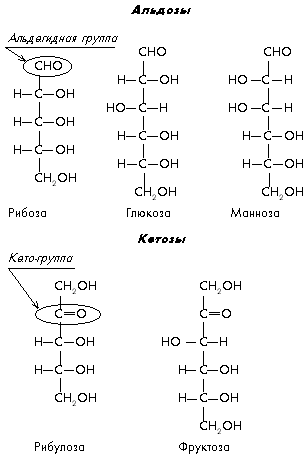 Альдозы
Альдегидная группа
CHO
H–C–OH
H–C–OH
H–C–OH
CH2OH
Рибоза
CHO
H–C–OH
HO–C–H
H–C–OH
H–C–OH
CH2OH
Глюкоза
CHO
HO–C–H
HO–C–H
H–C–OH
H–C–OH
CH2OH
Манноза
Кетозы
Кето-группа
CH2OH
C=O
H–C–OH
H–C–OH
CH2OH
Рибулоза
CH2OH
C=O
HO–C–H
H–C–OH
H–C–OH
CH2OH
Фруктоза